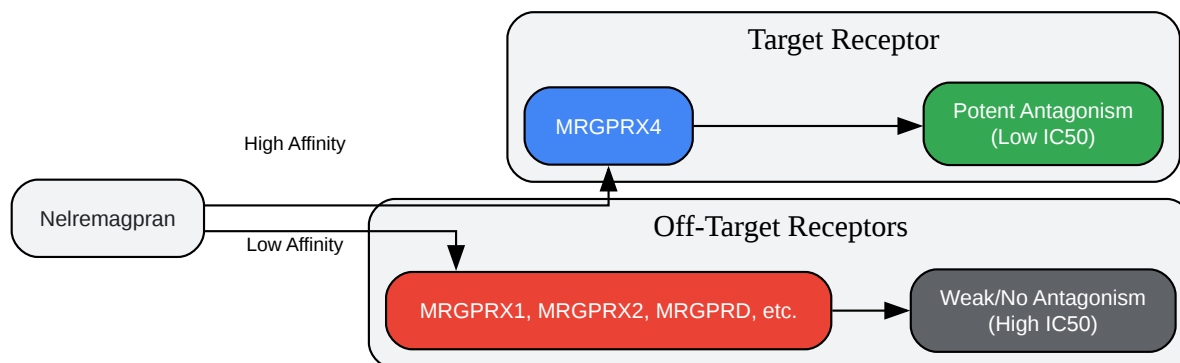 Target Receptor
MRGPRX4
Potent Antagonism
(Low IC50)
High Affinity
Nelremagpran
Low Affinity
Off-Target Receptors
MRGPRX1, MRGPRX2, MRGPRD, etc.
Weak/No Antagonism
(High IC50)